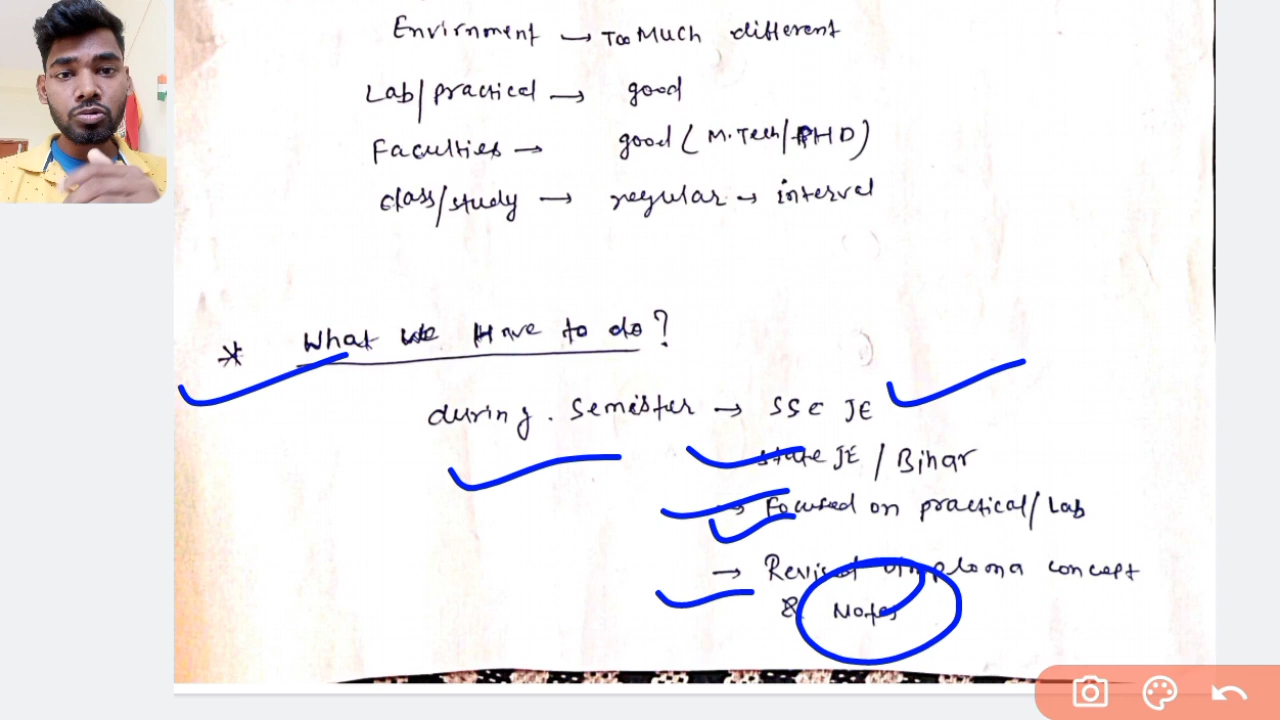 Envirnment → Too Much different
Lab/practical → good
Faculties → good (M.Tech/PHD)
class/study → regular → interval
* What We Have to do?
during. Semester → SSC JE
state JE / Bihar
→ Focused on practical/Lab
→ Revised diploma concept
& Notes